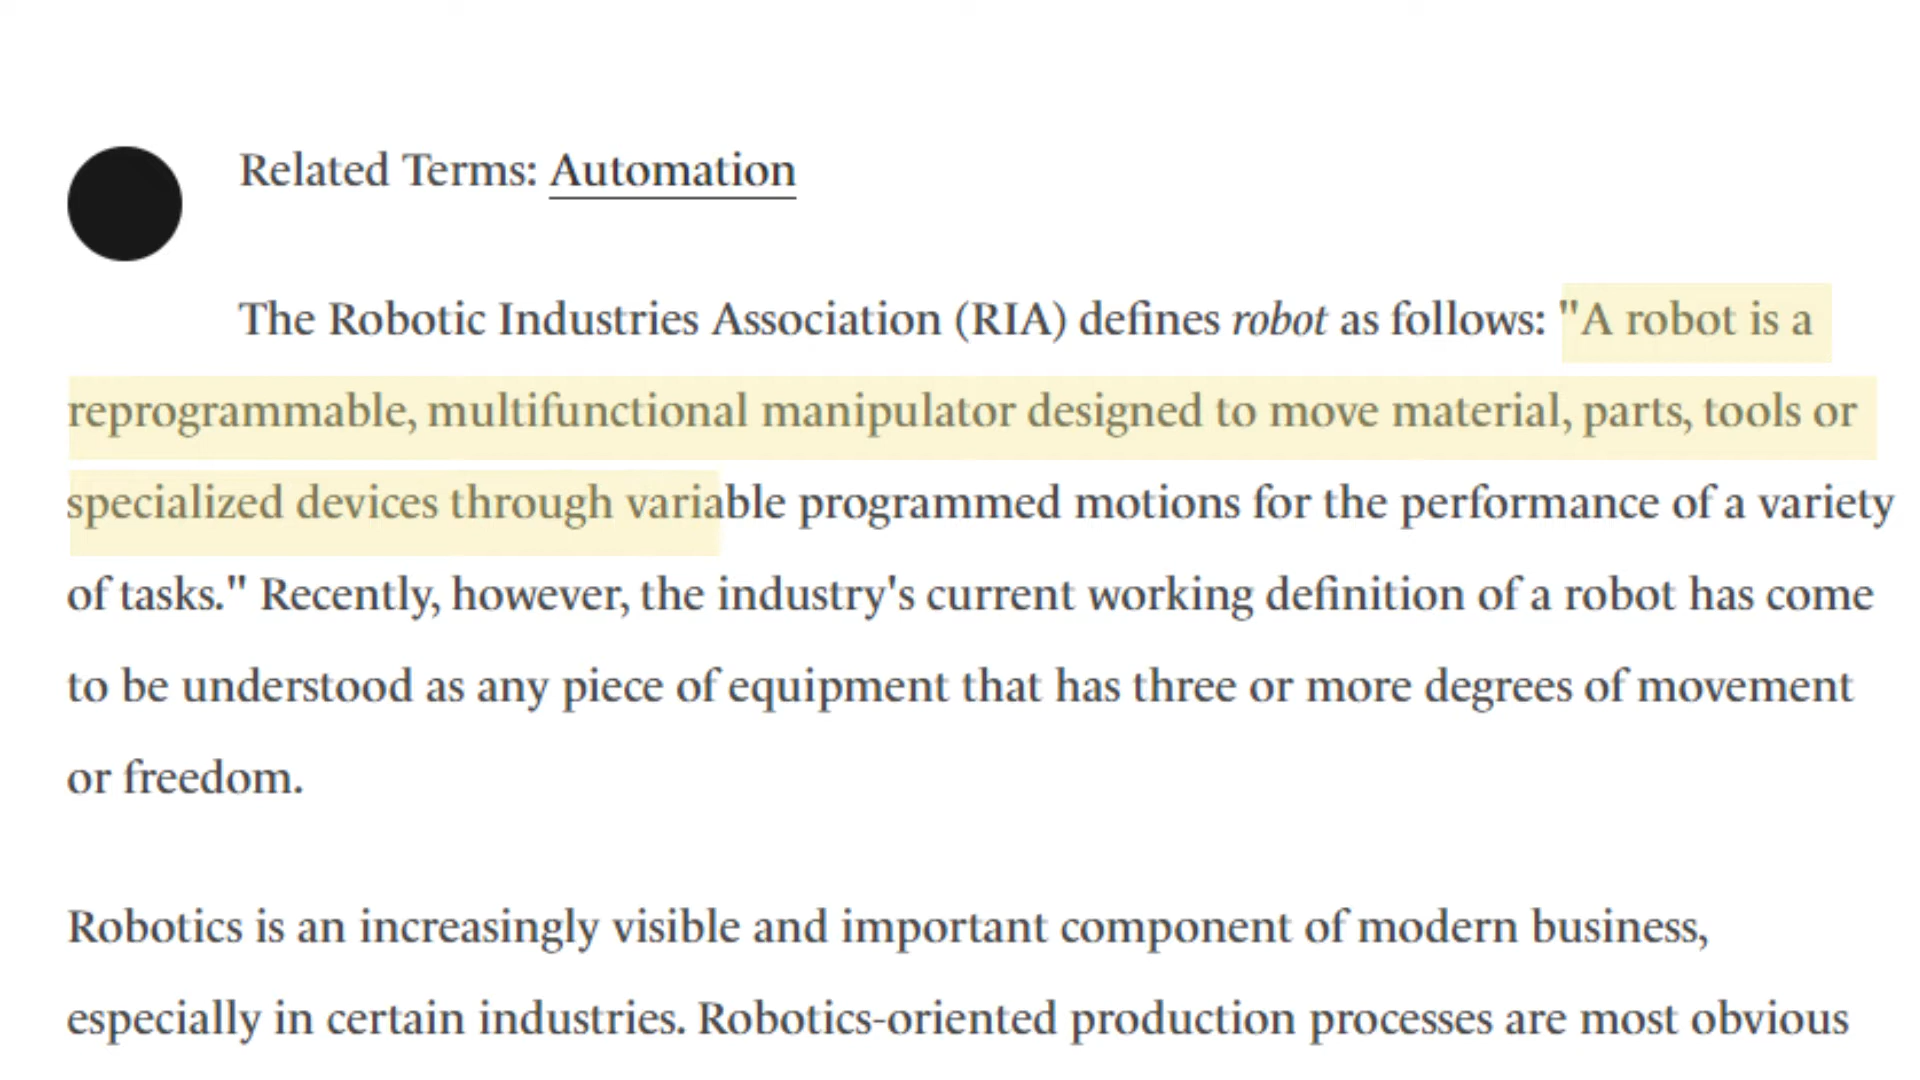 Related Terms: Automation
The Robotic Industries Association (RIA) defines robot as follows: "A robot is a
reprogrammable, multifunctional manipulator designed to move material, parts, tools or
specialized devices through variable programmed motions for the performance of a variety
of tasks." Recently, however, the industry's current working definition of a robot has come
to be understood as any piece of equipment that has three or more degrees of movement
or freedom.
Robotics is an increasingly visible and important component of modern business,
especially in certain industries. Robotics-oriented production processes are most obvious